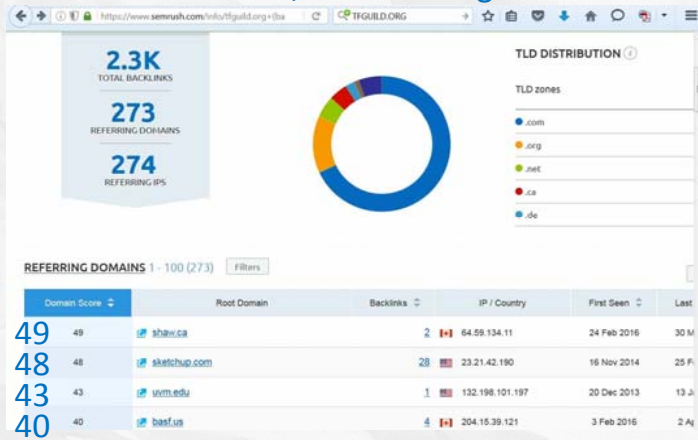 https://www.semrush.com/info/tfguild.org+(ba
TFGUILD.ORG
2.3K
TOTAL BACKLINKS
273
REFERRING DOMAINS
274
REFERRING IPS
TLD DISTRIBUTION
TLD zones
.com
.org
.net
.ca
.de
REFERRING DOMAINS 1 - 100 (273) Filters
Domain Score Root Domain Backlinks IP / Country First Seen Last
49 49 shaw.ca 2 64.59.134.11 24 Feb 2016 30 M
48 48 sketchup.com 28 23.21.42.190 16 Nov 2014 25 F
43 43 uvm.edu 1 132.198.101.197 20 Dec 2013 13 J
40 40 basf.us 4 204.15.39.121 3 Feb 2016 2 A